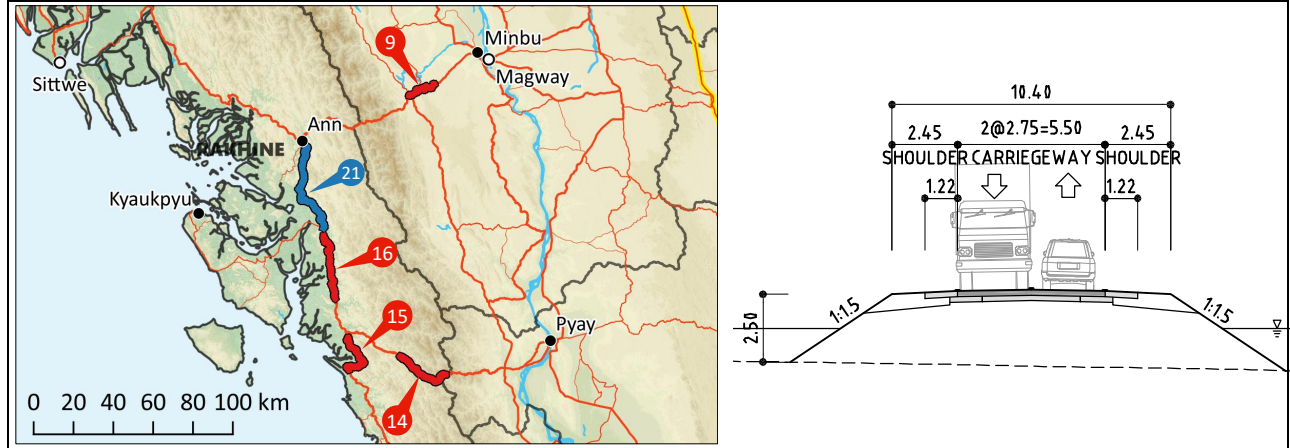 9
Minbu
Magway
Sittwe
Ann
RAKHINE
21
Kyaukpyu
16
15
Pyay
14
0 20 40 60 80 100 km
10.40
2.45 2@2.75=5.50 2.45
SHOULDER CARRIEGEWAY SHOULDER
1.22 1.22
2.50
1:1.5 1:1.5